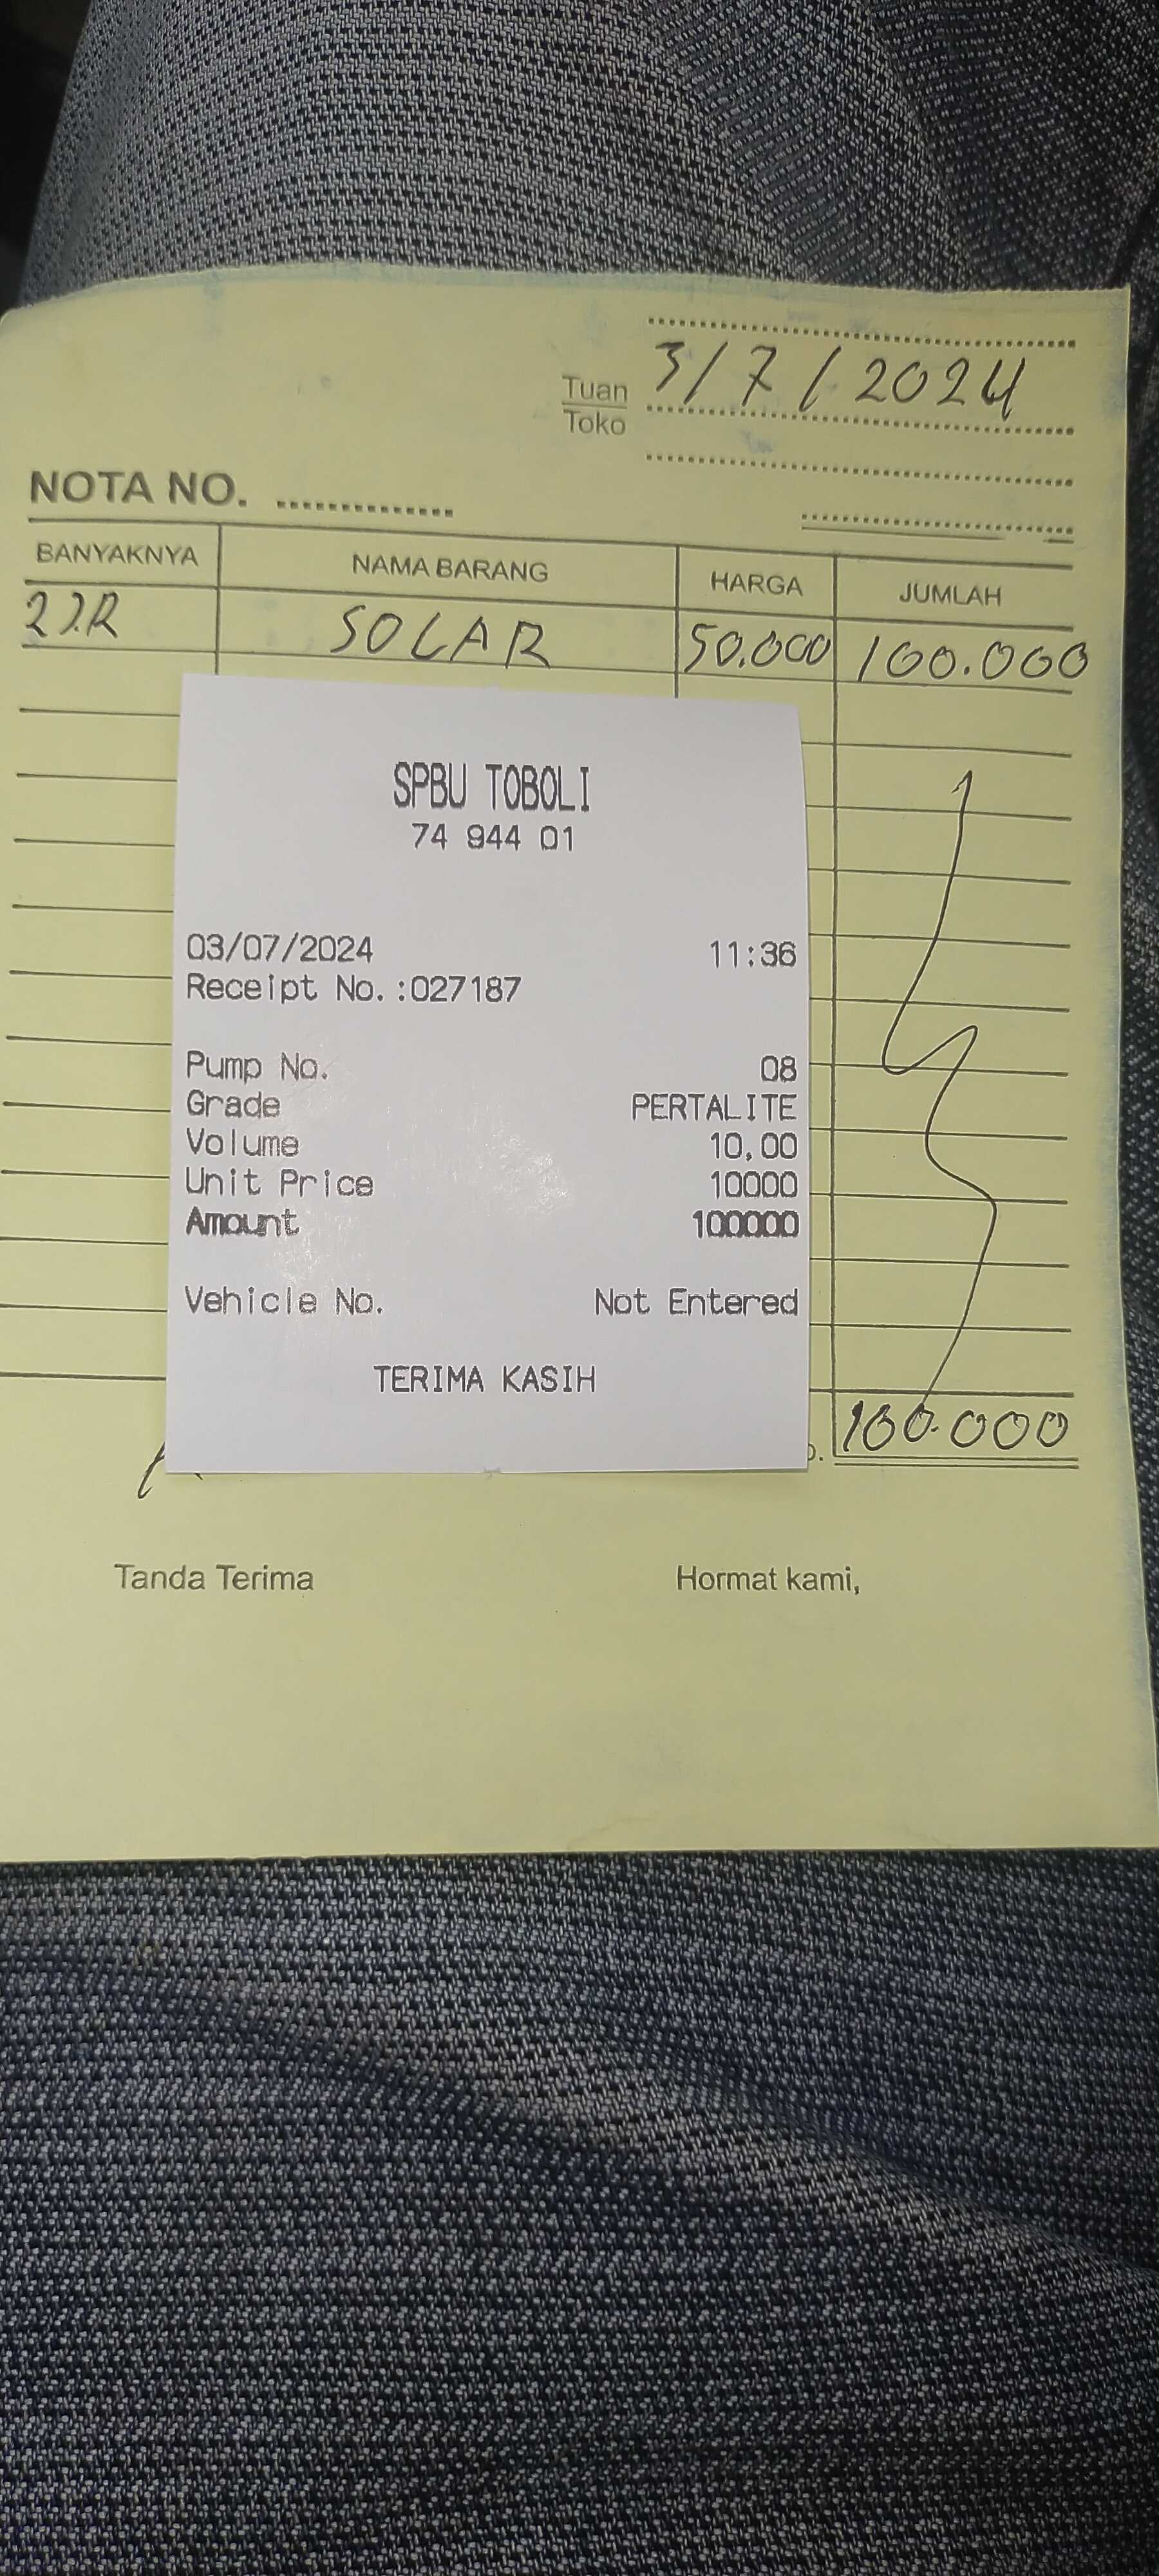 3/7/2024
Tuan
Toko
NOTA NO. ..............
BANYAKNYA NAMA BARANG HARGA JUMLAH
SOLAR 50.000 100.000
SPBU TOBOLI
74 944 01
03/07/2024 11:36
Receipt No.:027187
Pump No. 08
Grade PERTALITE
Volume 10,00
Unit Price 10000
Amount 100000
Vehicle No. Not Entered
TERIMA KASIH
100.000
Tanda Terima Hormat kami,